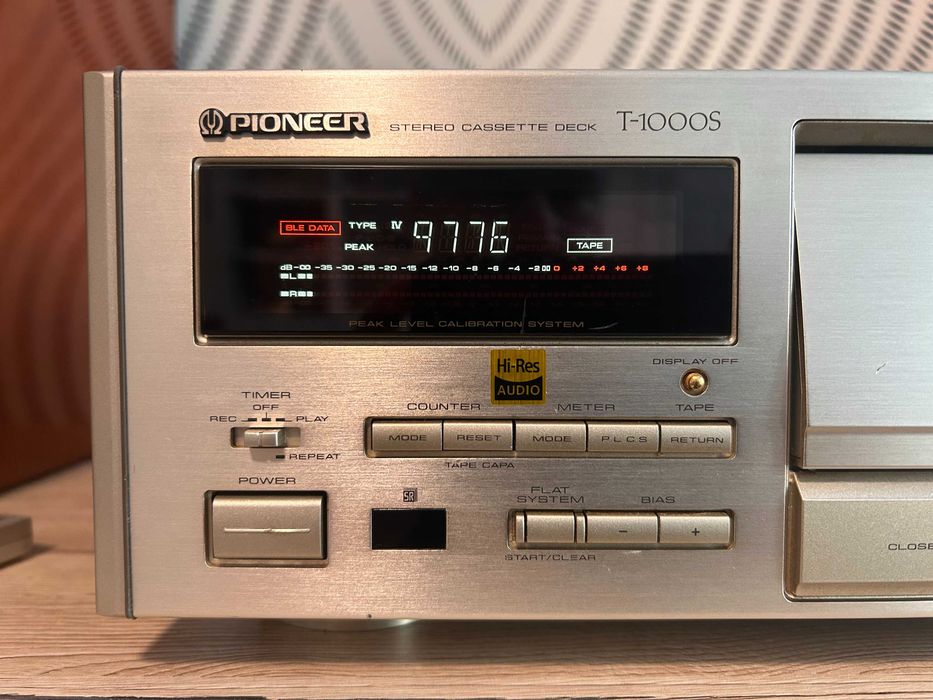 PIONEER STEREO CASSETTE DECK T-1000S
BLE DATA TYPE IV 9776
PEAK TAPE
dB -∞ -35 -30 -25 -20 -15 -12 -10 -8 -6 -4 -2 0 +2 +4 +6 +8
L
R
PEAK LEVEL CALIBRATION SYSTEM
Hi-Res
AUDIO
DISPLAY OFF
TIMER
OFF
REC PLAY
REPEAT
COUNTER METER TAPE
MODE RESET MODE P L C S RETURN
TAPE CAPA
POWER
SR
FLAT
SYSTEM BIAS
- +
START/CLEAR
CLOSE